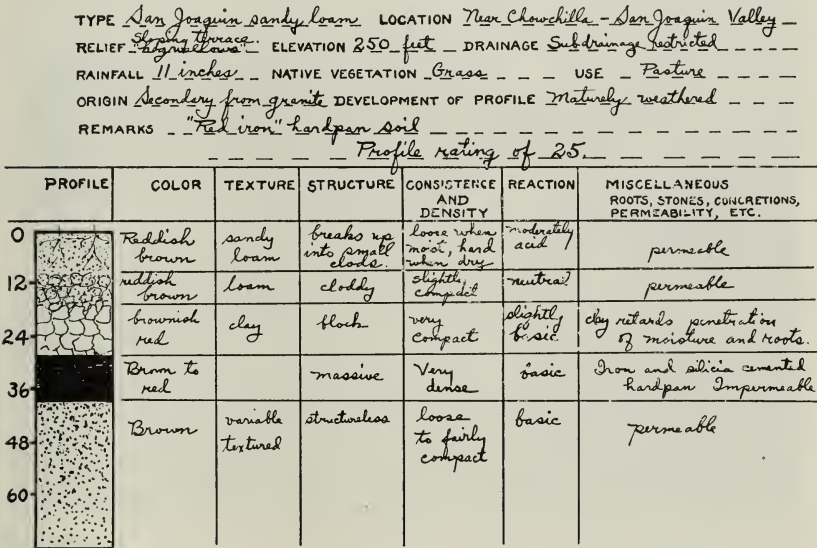 TYPE San Joaquin sandy loam LOCATION Near Chowchilla - San Joaquin Valley
Sloping terrace.
RELIEF "hogwallows" ELEVATION 250 feet DRAINAGE Subdrainage restricted
RAINFALL 11 inches NATIVE VEGETATION Grass USE Pasture
ORIGIN Secondary from granite DEVELOPMENT OF PROFILE Maturely weathered
REMARKS "Red iron" hardpan soil
Profile rating of 25.
PROFILE COLOR TEXTURE STRUCTURE CONSISTENCE AND DENSITY REACTION MISCELLANEOUS ROOTS, STONES, CONCRETIONS, PERMEABILITY, ETC.
0 Reddish brown sandy loam breaks up into small clods. loose when moist, hard when dry moderately acid permeable
12 reddish brown loam cloddy slightly compact neutral permeable
24 brownish red clay block very compact slightly basic clay retards penetration of moisture and roots.
36 Brown to red massive Very dense basic Iron and silicia cemented hardpan Impermeable
48 Brown variable textured structureless loose to fairly compact basic permeable
60